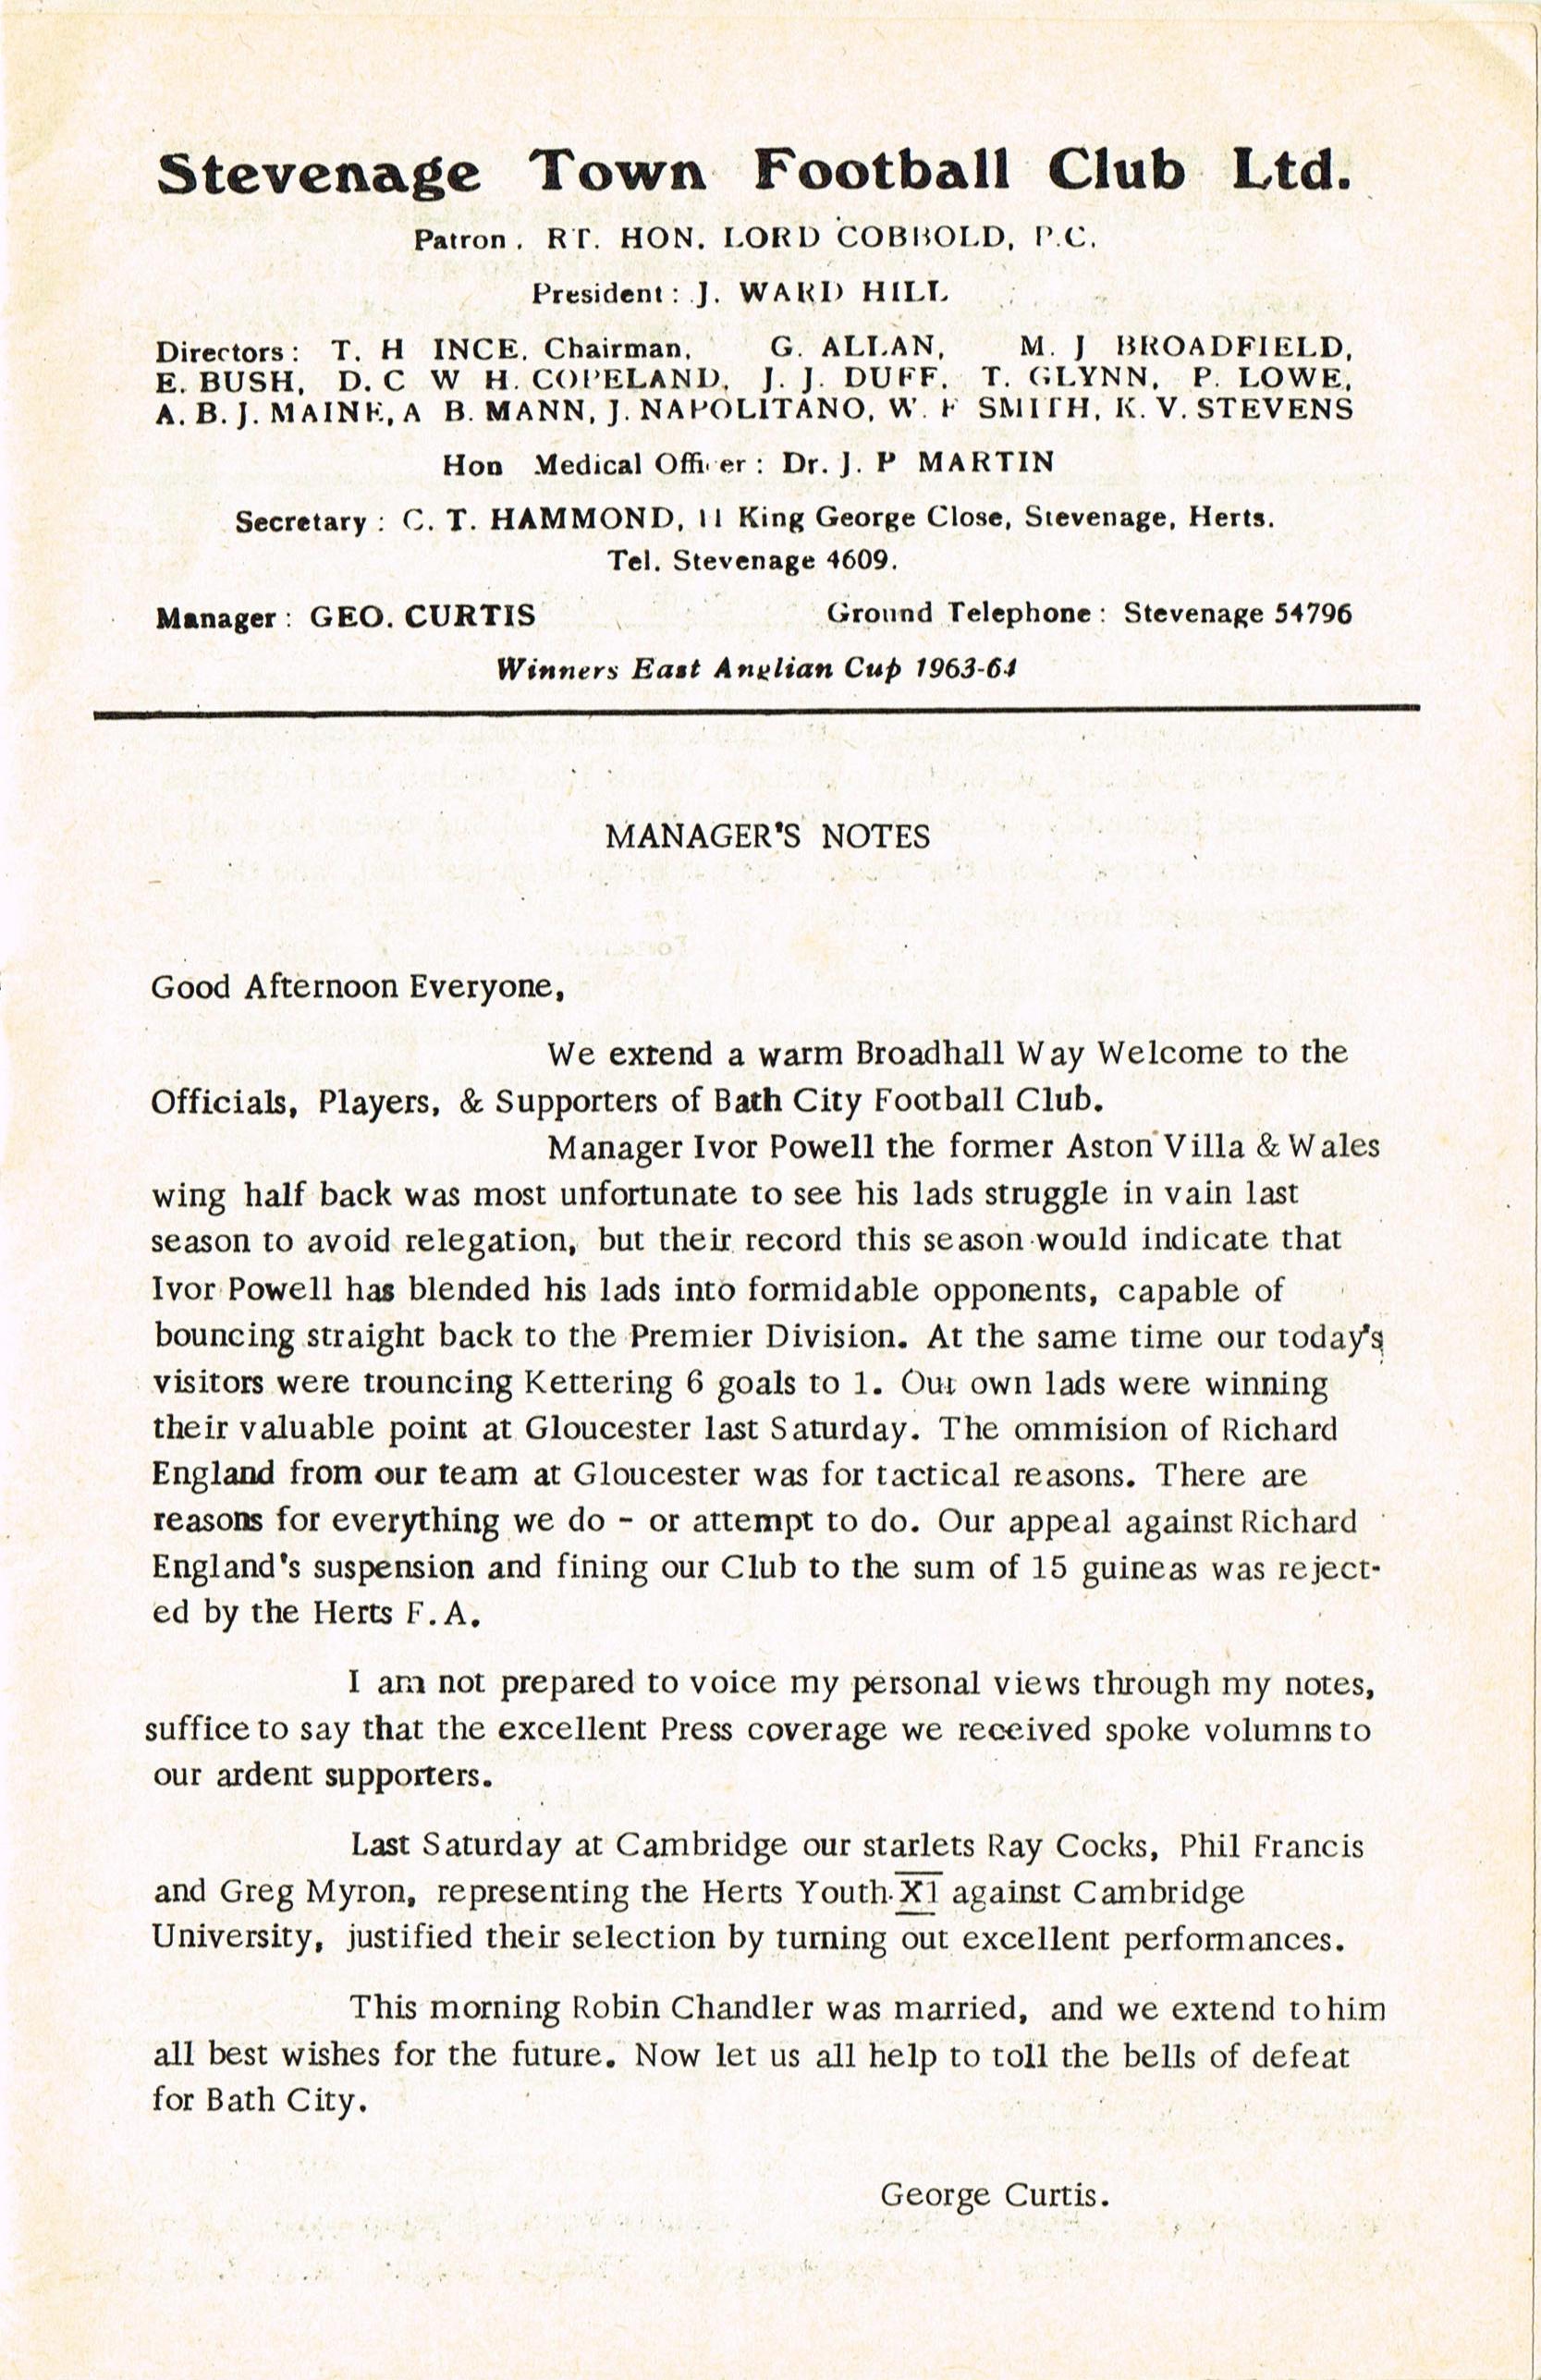 Stevenage Town Football Club Ltd.
Patron. RT. HON. LORD COBBOLD, P.C.
President: J. WARD HILL
Directors: T. H INCE. Chairman, G. ALLAN, M. J BROADFIELD,
E. BUSH, D. C W H. COPELAND, J. J. DUFF. T. GLYNN, P. LOWE,
A. B. J. MAINE, A B. MANN, J. NAPOLITANO, W. F SMITH, K. V. STEVENS
Hon Medical Officer: Dr. J. P MARTIN
Secretary: C. T. HAMMOND, 11 King George Close, Stevenage, Herts.
Tel. Stevenage 4609.
Manager: GEO. CURTIS Ground Telephone: Stevenage 54796
Winners East Anglian Cup 1963-64
MANAGER'S NOTES
Good Afternoon Everyone,
We extend a warm Broadhall Way Welcome to the
Officials, Players, & Supporters of Bath City Football Club.
Manager Ivor Powell the former Aston Villa & Wales
wing half back was most unfortunate to see his lads struggle in vain last
season to avoid relegation, but their record this season would indicate that
Ivor Powell has blended his lads into formidable opponents, capable of
bouncing straight back to the Premier Division. At the same time our today's
visitors were trouncing Kettering 6 goals to 1. Our own lads were winning
their valuable point at Gloucester last Saturday. The ommision of Richard
England from our team at Gloucester was for tactical reasons. There are
reasons for everything we do - or attempt to do. Our appeal against Richard
England's suspension and fining our Club to the sum of 15 guineas was reject-
ed by the Herts F.A.
I am not prepared to voice my personal views through my notes,
suffice to say that the excellent Press coverage we received spoke volumns to
our ardent supporters.
Last Saturday at Cambridge our starlets Ray Cocks, Phil Francis
and Greg Myron, representing the Herts Youth X1 against Cambridge
University, justified their selection by turning out excellent performances.
This morning Robin Chandler was married, and we extend to him
all best wishes for the future. Now let us all help to toll the bells of defeat
for Bath City.
George Curtis.